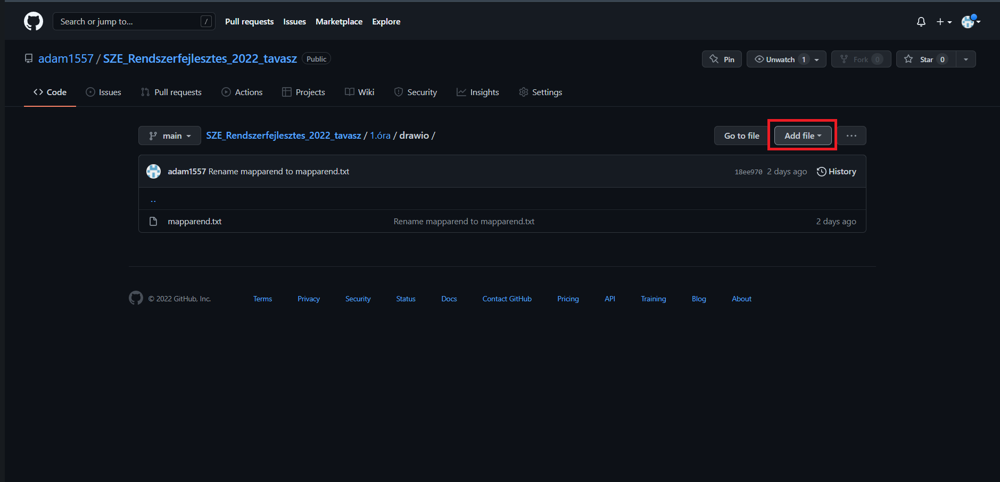 Search or jump to... / Pull requests Issues Marketplace Explore
adam1557 / SZE_Rendszerfejlesztes_2022_tavasz Public Pin Unwatch 1 Fork 0 Star 0
Code Issues Pull requests Actions Projects Wiki Security Insights Settings
main SZE_Rendszerfejlesztes_2022_tavasz / 1.óra / drawio / Go to file Add file ...
adam1557 Rename mapparend to mapparend.txt 18ee970 2 days ago History
..
mapparend.txt Rename mapparend to mapparend.txt 2 days ago
© 2022 GitHub, Inc. Terms Privacy Security Status Docs Contact GitHub Pricing API Training Blog About